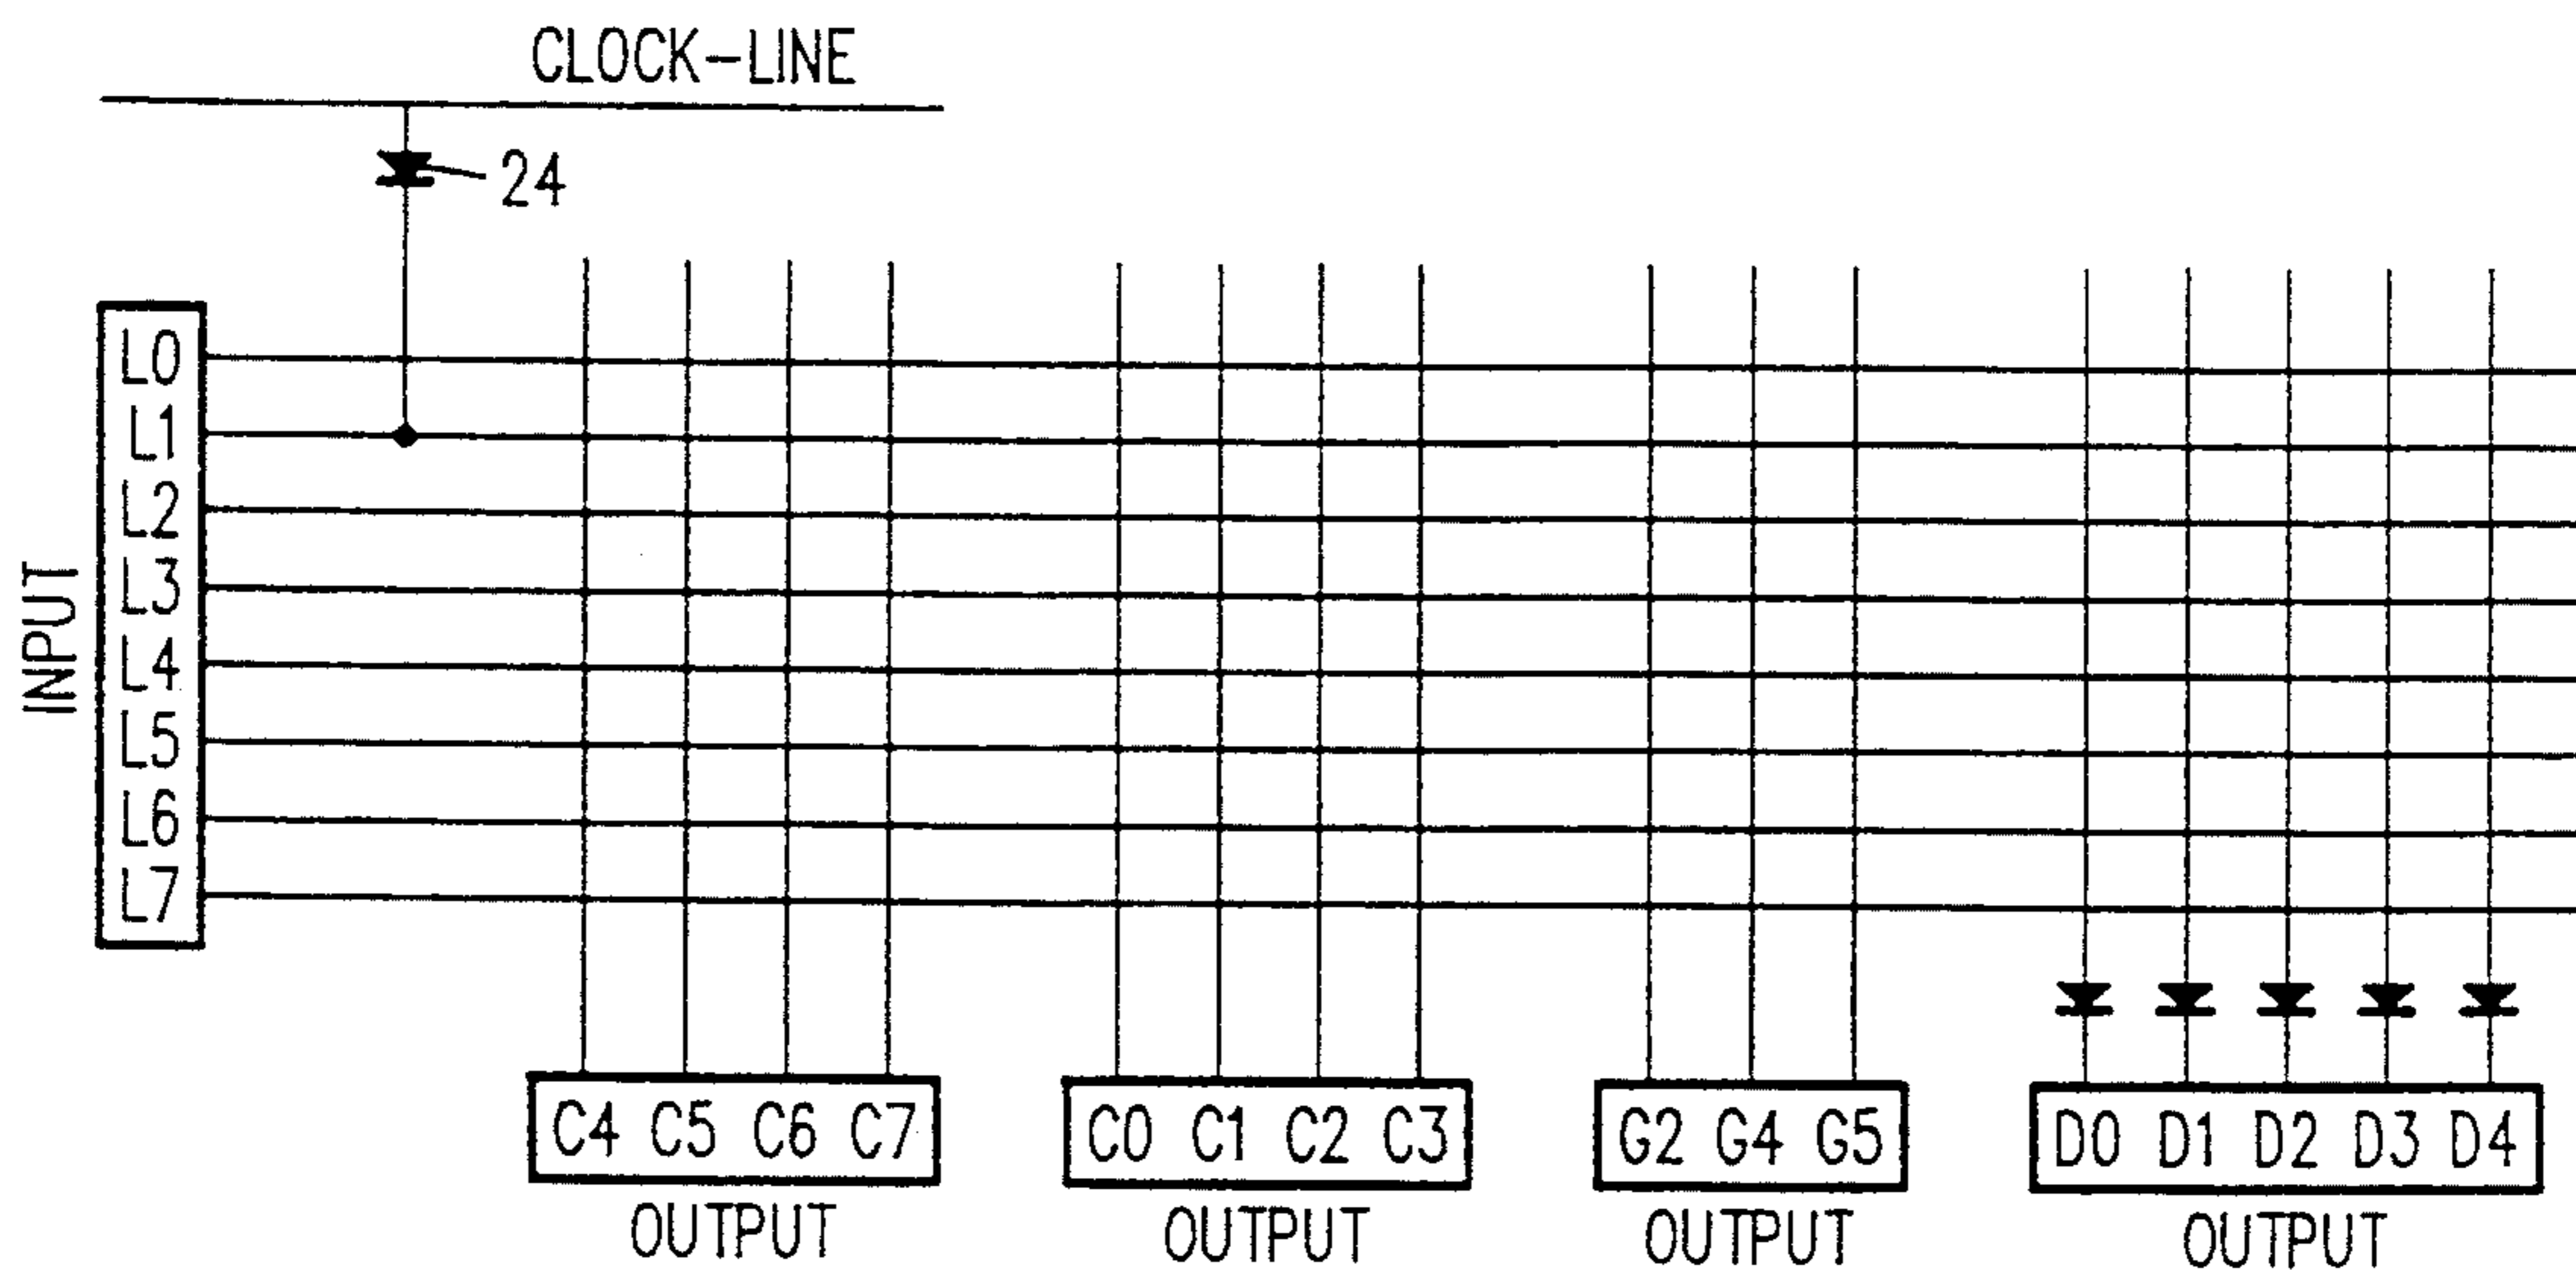 CLOCK-LINE
24
INPUT
L0
L1
L2
L3
L4
L5
L6
L7
C4 C5 C6 C7
OUTPUT
C0 C1 C2 C3
OUTPUT
G2 G4 G5
OUTPUT
D0 D1 D2 D3 D4
OUTPUT